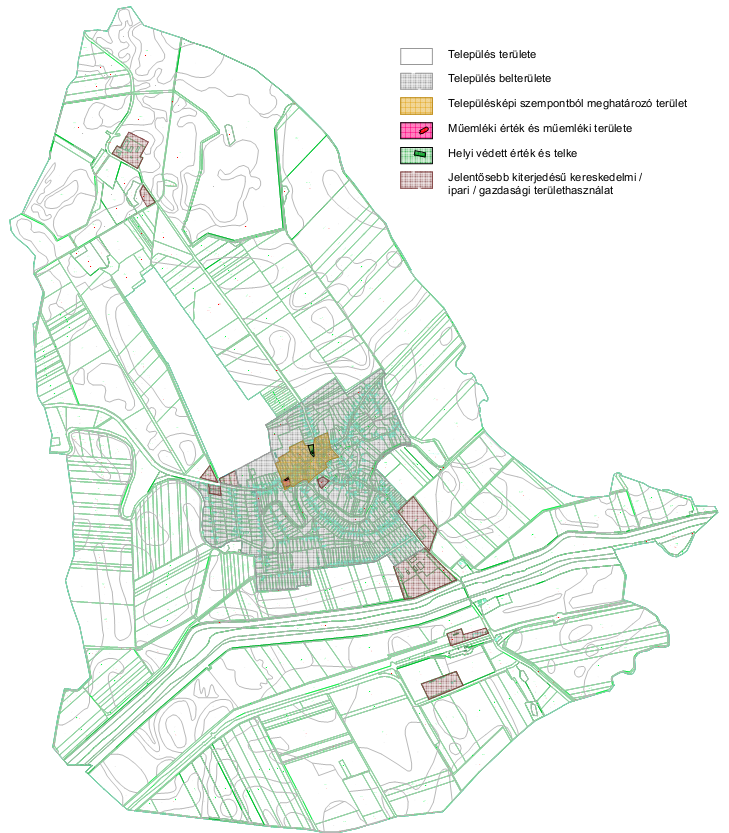 Település területe
Település belterülete
Településképi szempontból meghatározó terület
Műemléki érték és műemléki területe
Helyi védett érték és telke
Jelentősebb kiterjedésű kereskedelmi /
ipari / gazdasági területhasználat